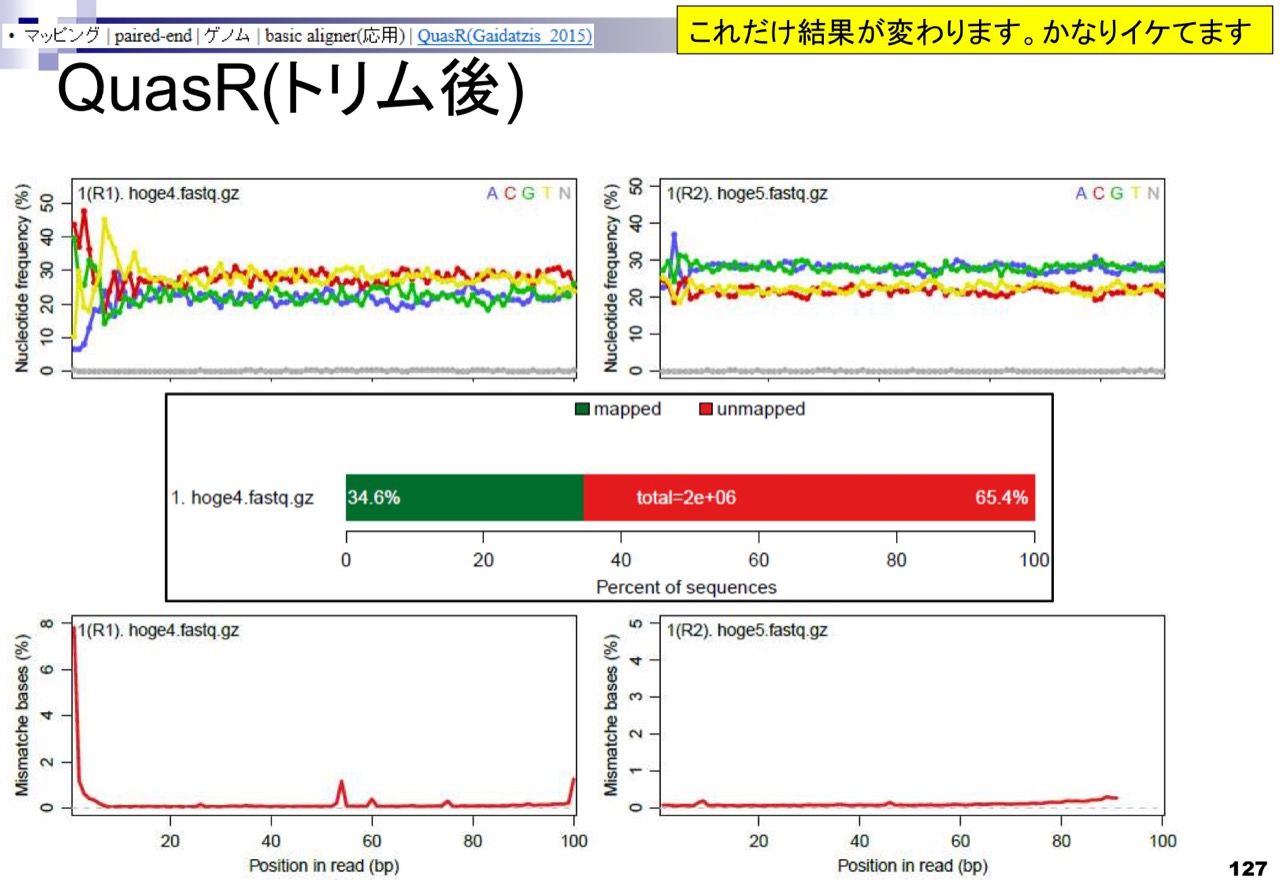 • マッピング | paired-end | ゲノム | basic aligner(応用) | QuasR(Gaidatzis_2015)
これだけ結果が変わります。かなりイケてます
QuasR(トリム後)
1(R1). hoge4.fastq.gz
A C G T N
Nucleotide frequency (%)
50
40
30
20
10
0
1(R2). hoge5.fastq.gz
A C G T N
Nucleotide frequency (%)
50
40
30
20
10
0
mapped unmapped
1. hoge4.fastq.gz
34.6% total=2e+06 65.4%
0 20 40 60 80 100
Percent of sequences
1(R1). hoge4.fastq.gz
Mismatche bases (%)
8
6
4
2
0
20 40 60 80 100
Position in read (bp)
1(R2). hoge5.fastq.gz
Mismatche bases (%)
5
4
3
2
1
0
20 40 60 80 100
Position in read (bp)
127